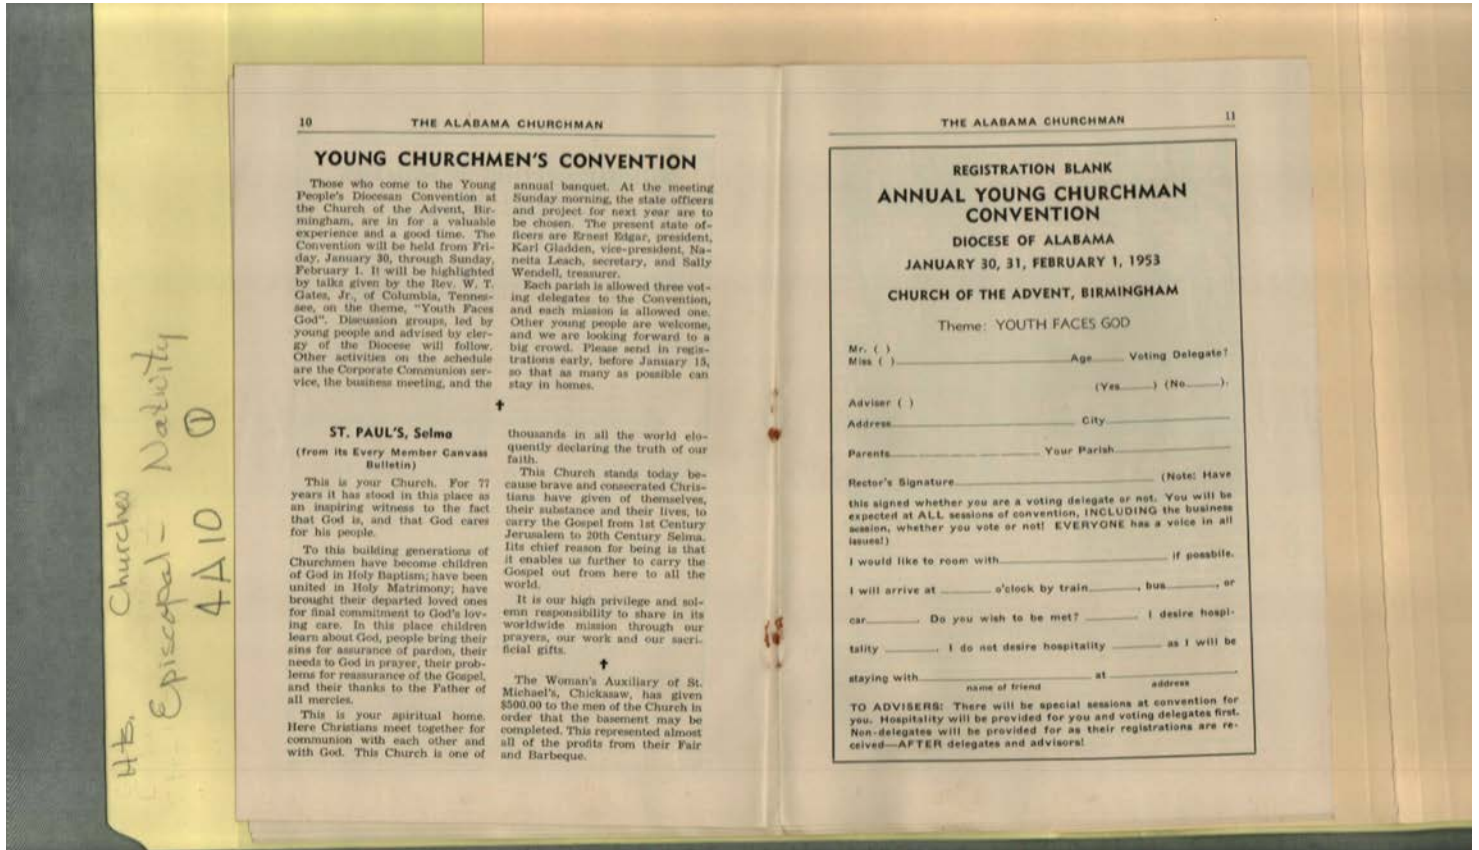 Hts. Churches
Episcopal - Nativity
4A10 ①
10 THE ALABAMA CHURCHMAN
YOUNG CHURCHMEN'S CONVENTION
Those who come to the Young
People's Diocesan Convention at
the Church of the Advent, Bir-
mingham, are in for a valuable
experience and a good time. The
Convention will be held from Fri-
day, January 30, through Sunday,
February 1. It will be highlighted
by talks given by the Rev. W. T.
Gates, Jr., of Columbia, Tennes-
see, on the theme, "Youth Faces
God". Discussion groups, led by
young people and advised by cler-
gy of the Diocese will follow.
Other activities on the schedule
are the Corporate Communion ser-
vice, the business meeting, and the
annual banquet. At the meeting
Sunday morning, the state officers
and project for next year are to
be chosen. The present state of-
ficers are Ernest Edgar, president,
Karl Gladden, vice-president, Na-
neita Leach, secretary, and Sally
Wendell, treasurer.
Each parish is allowed three vot-
ing delegates to the Convention,
and each mission is allowed one.
Other young people are welcome,
and we are looking forward to a
big crowd. Please send in regis-
trations early, before January 15,
so that as many as possible can
stay in homes.
ST. PAUL'S, Selma
(from its Every Member Canvass
Bulletin)
This is your Church. For 77
years it has stood in this place as
an inspiring witness to the fact
that God is, and that God cares
for his people.
To this building generations of
Churchmen have become children
of God in Holy Baptism; have been
united in Holy Matrimony; have
brought their departed loved ones
for final commitment to God's lov-
ing care. In this place children
learn about God, people bring their
sins for assurance of pardon, their
needs to God in prayer, their prob-
lems for reassurance of the Gospel,
and their thanks to the Father of
all mercies.
This is your spiritual home.
Here Christians meet together for
communion with each other and
with God. This Church is one of
thousands in all the world elo-
quently declaring the truth of our
faith.
This Church stands today be-
cause brave and consecrated Chris-
tians have given of themselves,
their substance and their lives, to
carry the Gospel from 1st Century
Jerusalem to 20th Century Selma.
Iits chief reason for being is that
it enables us further to carry the
Gospel out from here to all the
world.
It is our high privilege and sol-
emn responsibility to share in its
worldwide mission through our
prayers, our work and our sacri-
ficial gifts.
The Woman's Auxiliary of St.
Michael's, Chickasaw, has given
$500.00 to the men of the Church in
order that the basement may be
completed. This represented almost
all of the profits from their Fair
and Barbeque.
THE ALABAMA CHURCHMAN 11
REGISTRATION BLANK
ANNUAL YOUNG CHURCHMAN
CONVENTION
DIOCESE OF ALABAMA
JANUARY 30, 31, FEBRUARY 1, 1953
CHURCH OF THE ADVENT, BIRMINGHAM
Theme: YOUTH FACES GOD
Mr. ( )
Miss ( ) Age Voting Delegate?
(Yes ) (No ).
Adviser ( )
Address City
Parents Your Parish
Rector's Signature (Note: Have
this signed whether you are a voting delegate or not. You will be
expected at ALL sessions of convention, INCLUDING the business
session, whether you vote or not! EVERYONE has a voice in all
issues!)
I would like to room with if possbile.
I will arrive at o'clock by train , bus , or
car . Do you wish to be met? I desire hospi-
tality . I do not desire hospitality as I will be
staying with at
name of friend address
TO ADVISERS: There will be special sessions at convention for
you. Hospitality will be provided for you and voting delegates first.
Non-delegates will be provided for as their registrations are re-
ceived—AFTER delegates and advisors!